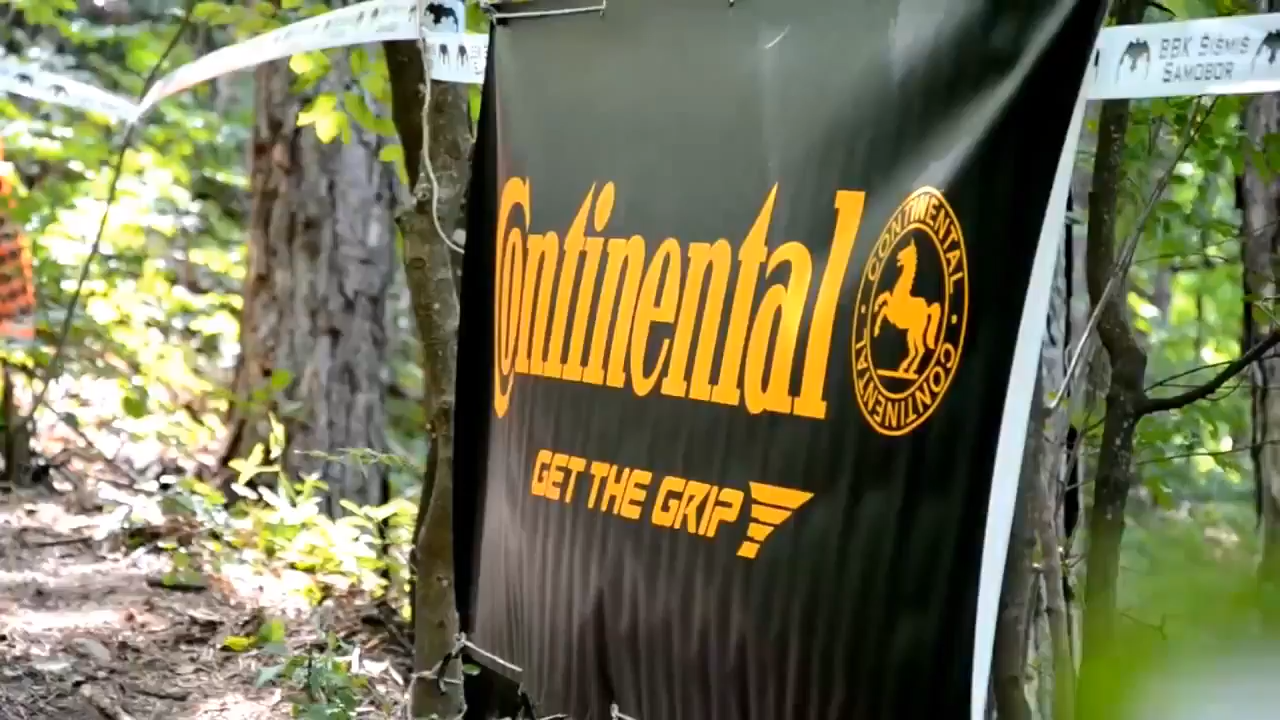 BBK ŠIŠMIŠ
SAMOBOR
Continental
CONTINENTAL · CONTINENTAL
GET THE GRIP